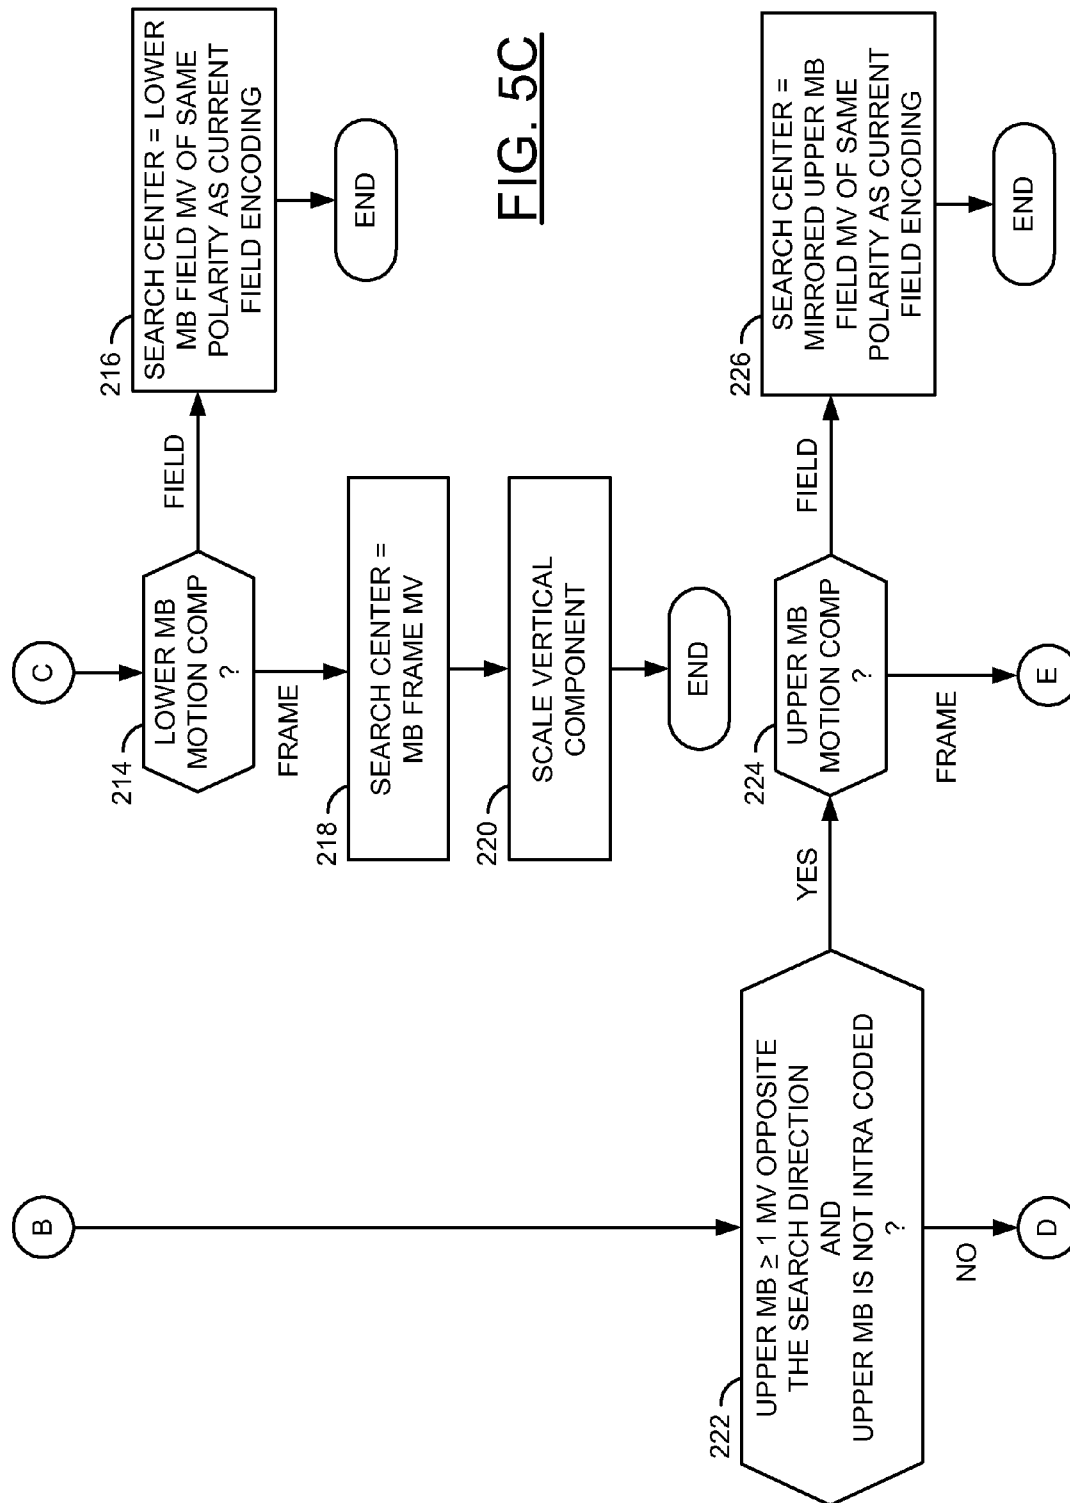 C
214
LOWER MB
MOTION COMP
?
FIELD
216
SEARCH CENTER = LOWER
MB FIELD MV OF SAME
POLARITY AS CURRENT
FIELD ENCODING
END
FRAME
218
SEARCH CENTER =
MB FRAME MV
220
SCALE VERTICAL
COMPONENT
END
FIG. 5C
B
222
UPPER MB ≥ 1 MV OPPOSITE
THE SEARCH DIRECTION
AND
UPPER MB IS NOT INTRA CODED
?
NO
D
YES
224
UPPER MB
MOTION COMP
?
FRAME
E
FIELD
226
SEARCH CENTER =
MIRRORED UPPER MB
FIELD MV OF SAME
POLARITY AS CURRENT
FIELD ENCODING
END